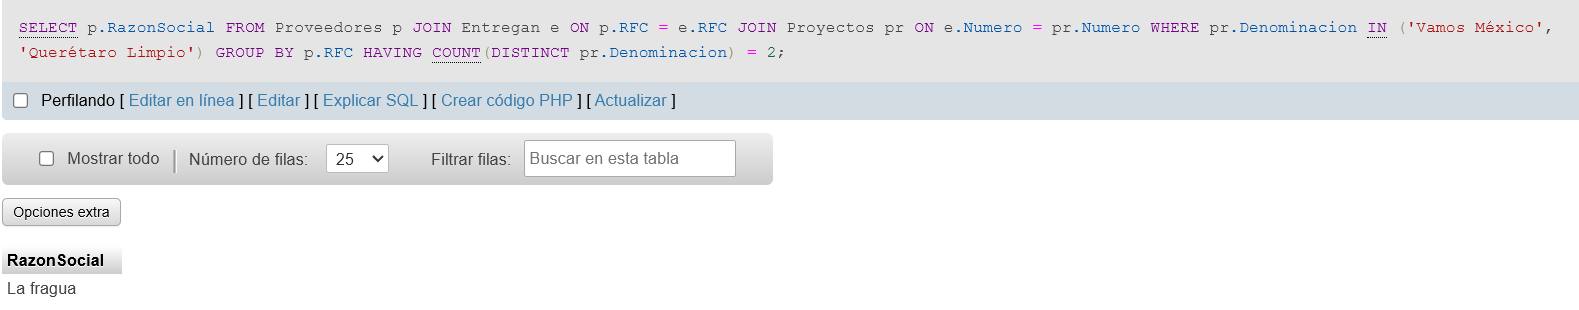 SELECT p.RazonSocial FROM Proveedores p JOIN Entregan e ON p.RFC = e.RFC JOIN Proyectos pr ON e.Numero = pr.Numero WHERE pr.Denominacion IN ('Vamos México',
'Querétaro Limpio') GROUP BY p.RFC HAVING COUNT(DISTINCT pr.Denominacion) = 2;
Perfilando [ Editar en línea ] [ Editar ] [ Explicar SQL ] [ Crear código PHP ] [ Actualizar ]
Mostrar todo | Número de filas: 25 Filtrar filas: Buscar en esta tabla
Opciones extra
RazonSocial
La fragua